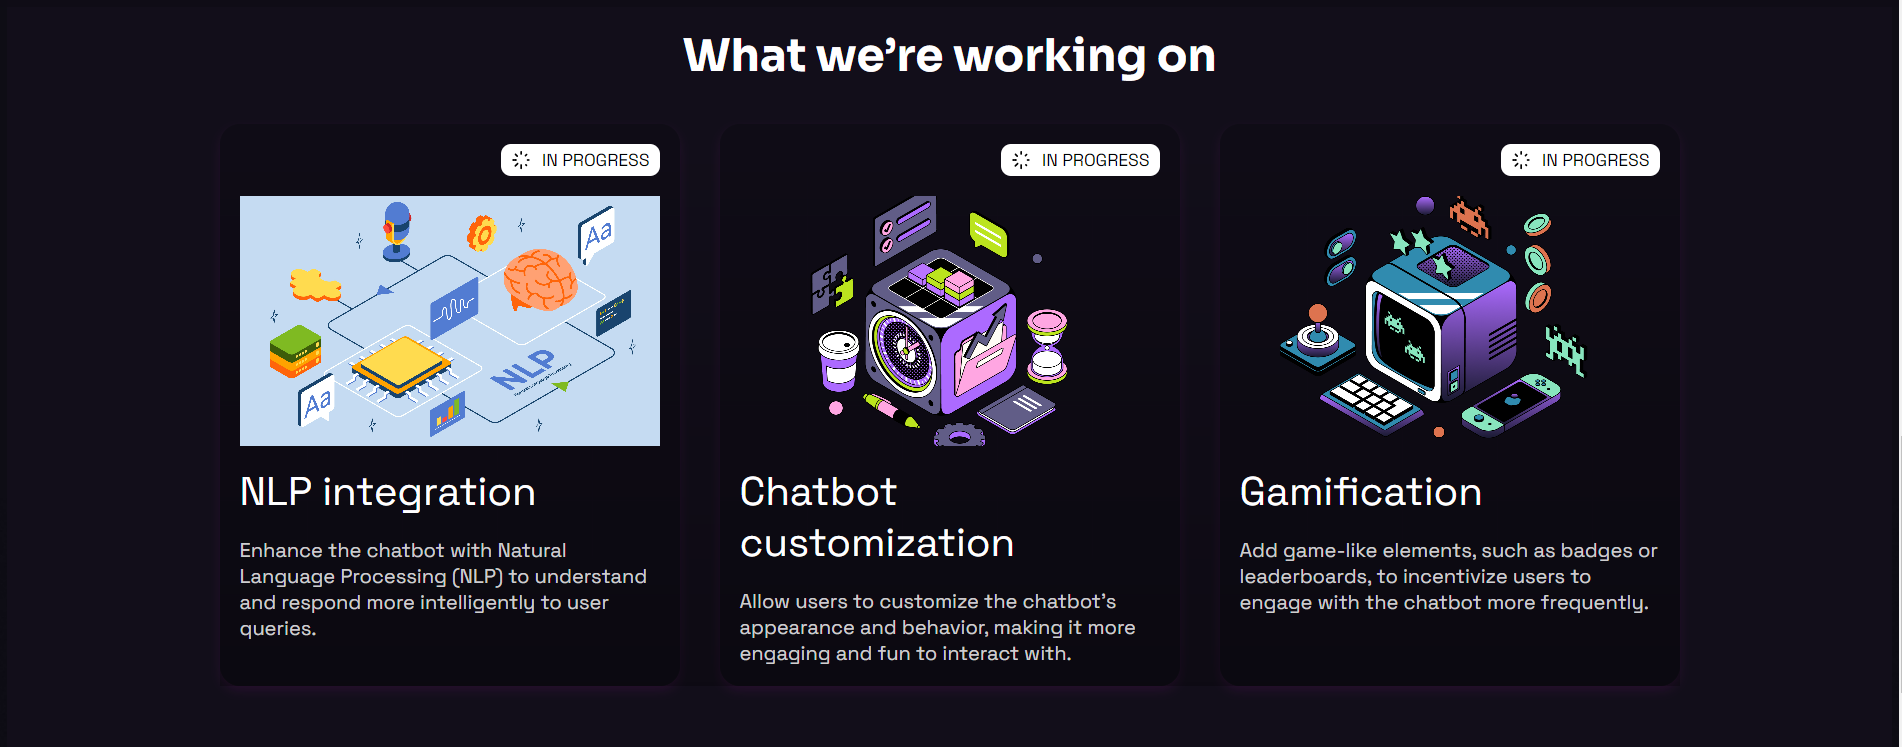 What we're working on
IN PROGRESS
Aa
Aa
NLP
NLP integration
Enhance the chatbot with Natural
Language Processing (NLP) to understand
and respond more intelligently to user
queries.
IN PROGRESS
Chatbot
customization
Allow users to customize the chatbot's
appearance and behavior, making it more
engaging and fun to interact with.
IN PROGRESS
Gamification
Add game-like elements, such as badges or
leaderboards, to incentivize users to
engage with the chatbot more frequently.